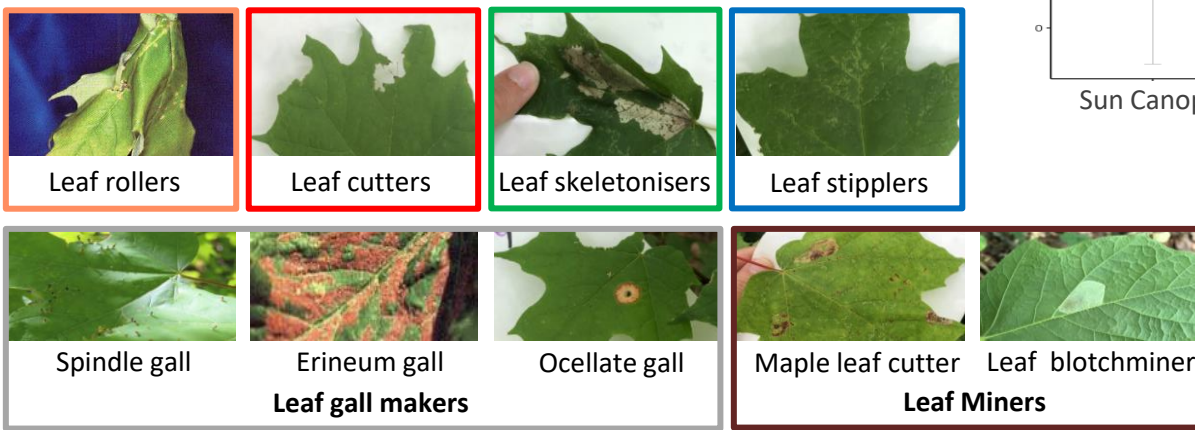 0
Sun Canop
Leaf rollers
Leaf cutters
Leaf skeletonisers
Leaf stipplers
Spindle gall
Erineum gall
Ocellate gall
Maple leaf cutter
Leaf blotchminer
Leaf gall makers
Leaf Miners